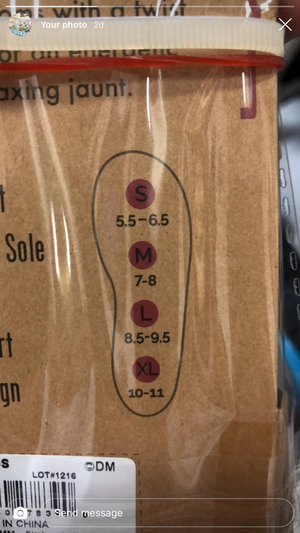 Your photo 2d
s with a twist
or an energetic
axing jaunt.
S
5.5-6.5
M
7-8
Sole
L
8.5-9.5
rt
XL
10-11
gn
LOT#1216
DM
IN CHINA
Send message